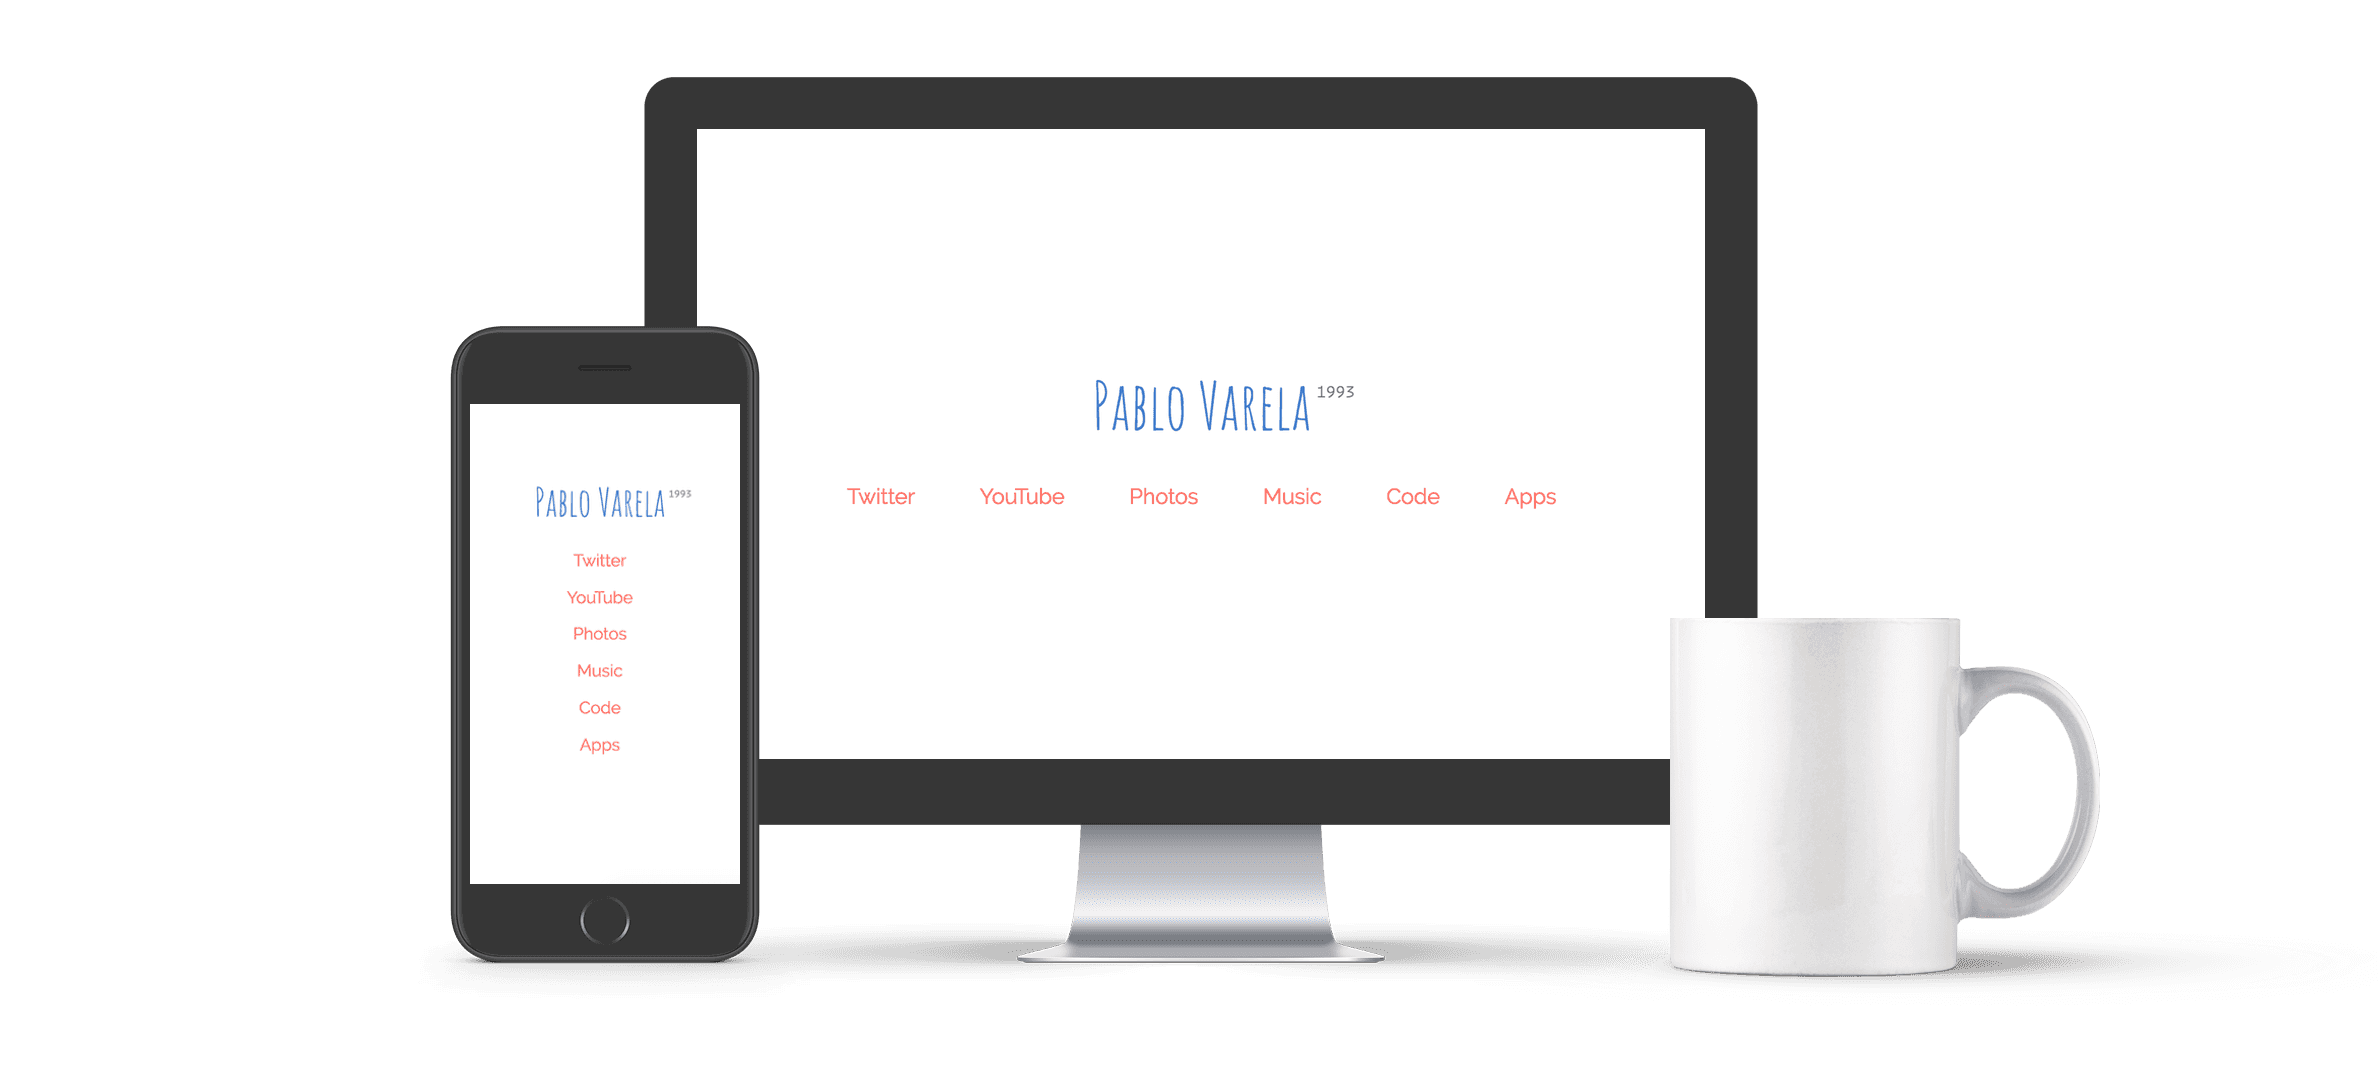 Pablo Varela 1993
Twitter YouTube Photos Music Code Apps
Pablo Varela 1993
Twitter
YouTube
Photos
Music
Code
Apps